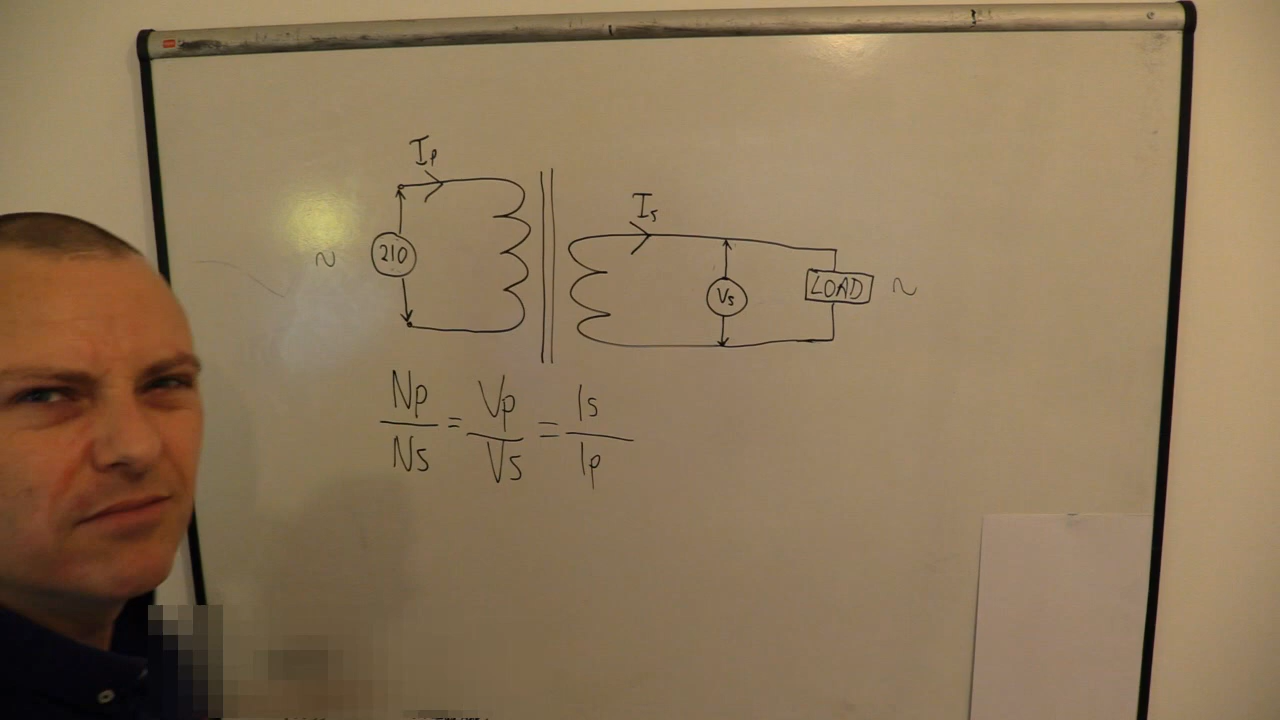 Ip
Is
~ 210
Vs
LOAD ~
Np/Ns = Vp/Vs = Is/Ip